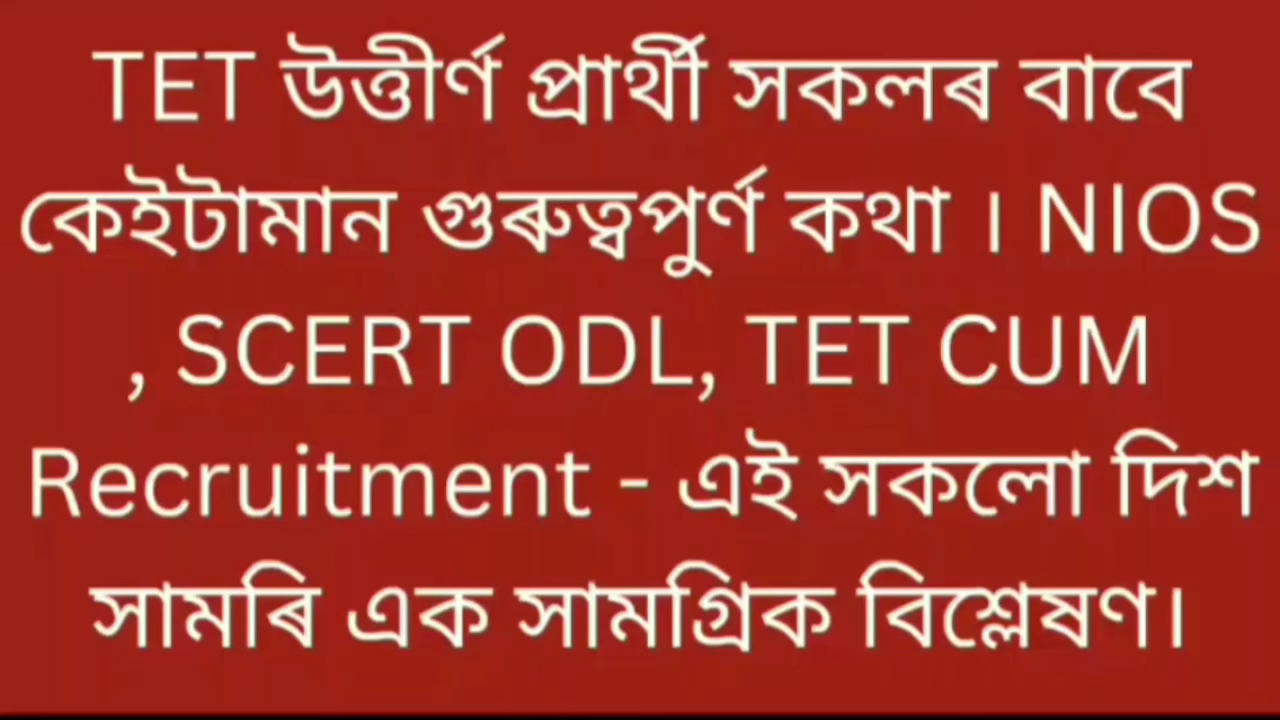 TET উত্তীৰ্ণ প্ৰাৰ্থী সকলৰ বাবে
কেইটামান গুৰুত্বপুৰ্ণ কথা । NIOS
, SCERT ODL, TET CUM
Recruitment - এই সকলো দিশ
সামৰি এক সামগ্ৰিক বিশ্লেষণ।